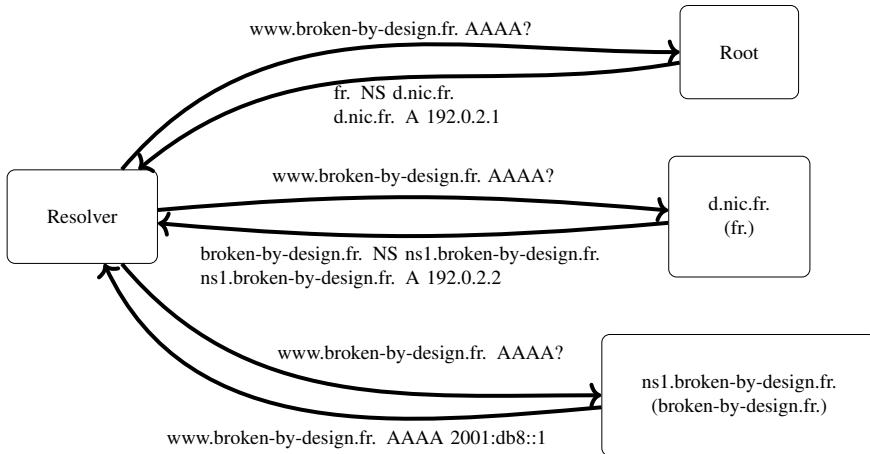 www.broken-by-design.fr. AAAA?
Root
fr. NS d.nic.fr.
d.nic.fr. A 192.0.2.1
www.broken-by-design.fr. AAAA?
Resolver
d.nic.fr.
(fr.)
broken-by-design.fr. NS ns1.broken-by-design.fr.
ns1.broken-by-design.fr. A 192.0.2.2
www.broken-by-design.fr. AAAA?
ns1.broken-by-design.fr.
(broken-by-design.fr.)
www.broken-by-design.fr. AAAA 2001:db8::1